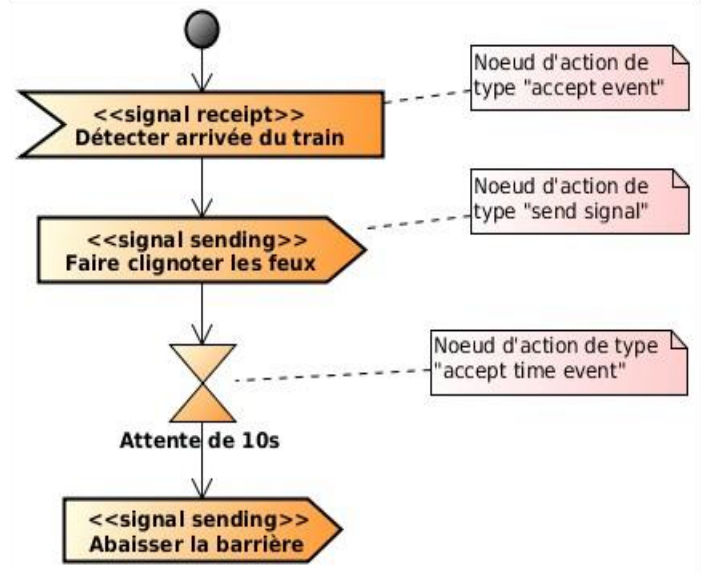 Noeud d'action de
type "accept event"
<<signal receipt>>
Détecter arrivée du train
Noeud d'action de
type "send signal"
<<signal sending>>
Faire clignoter les feux
Noeud d'action de type
"accept time event"
Attente de 10s
<<signal sending>>
Abaisser la barrière